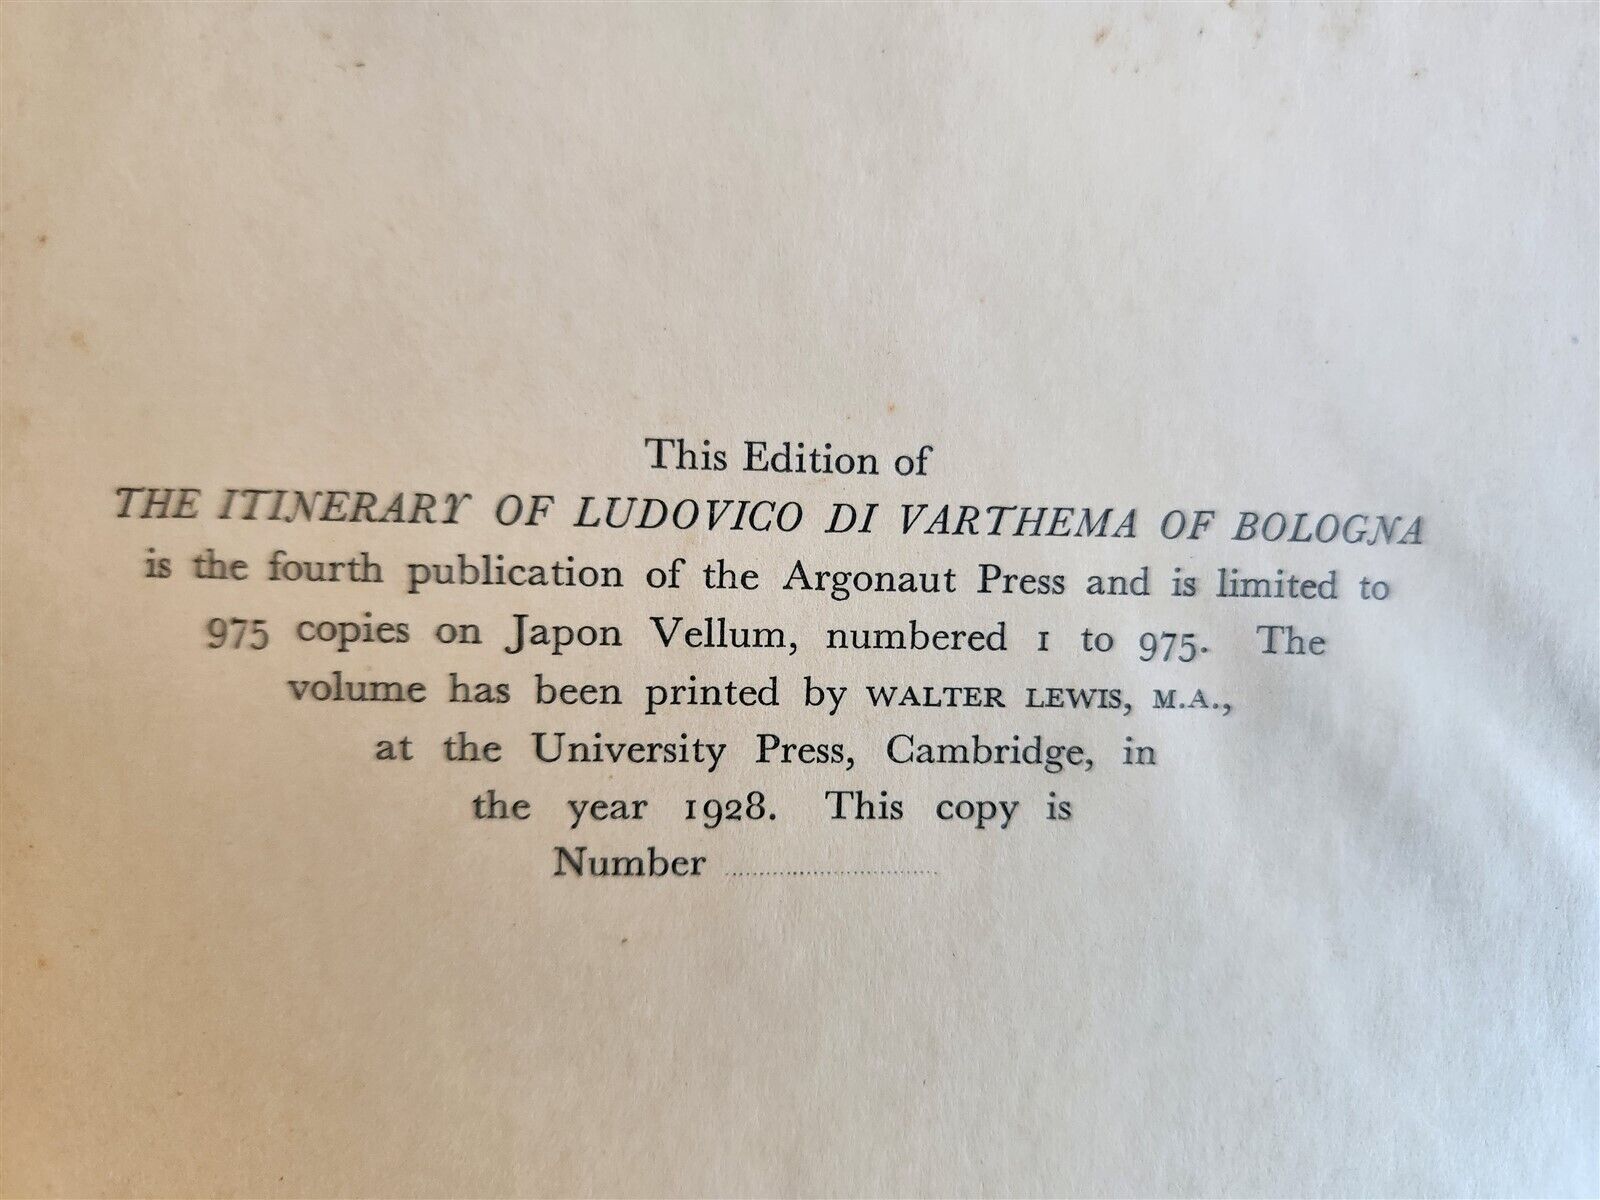 This Edition of
THE ITINERARY OF LUDOVICO DI VARTHEMA OF BOLOGNA
is the fourth publication of the Argonaut Press and is limited to
975 copies on Japon Vellum, numbered 1 to 975. The
volume has been printed by WALTER LEWIS, M.A.,
at the University Press, Cambridge, in
the year 1928. This copy is
Number ..............................